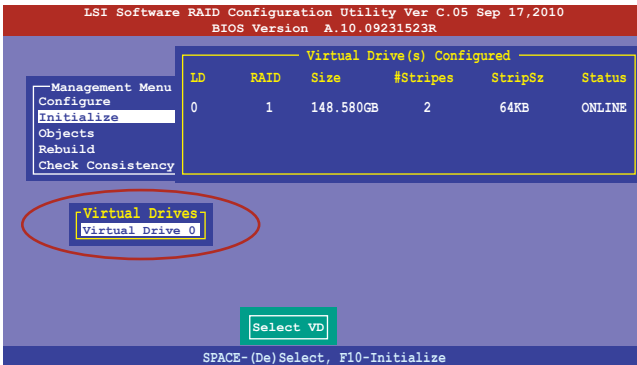 LSI Software RAID Configuration Utility Ver C.05 Sep 17,2010
BIOS Version A.10.09231523R
Virtual Drive(s) Configured
LD RAID Size #Stripes StripSz Status
0 1 148.580GB 2 64KB ONLINE
Management Menu
Configure
Initialize
Objects
Rebuild
Check Consistency
Virtual Drives
Virtual Drive 0
Select VD
SPACE-(De)Select, F10-Initialize